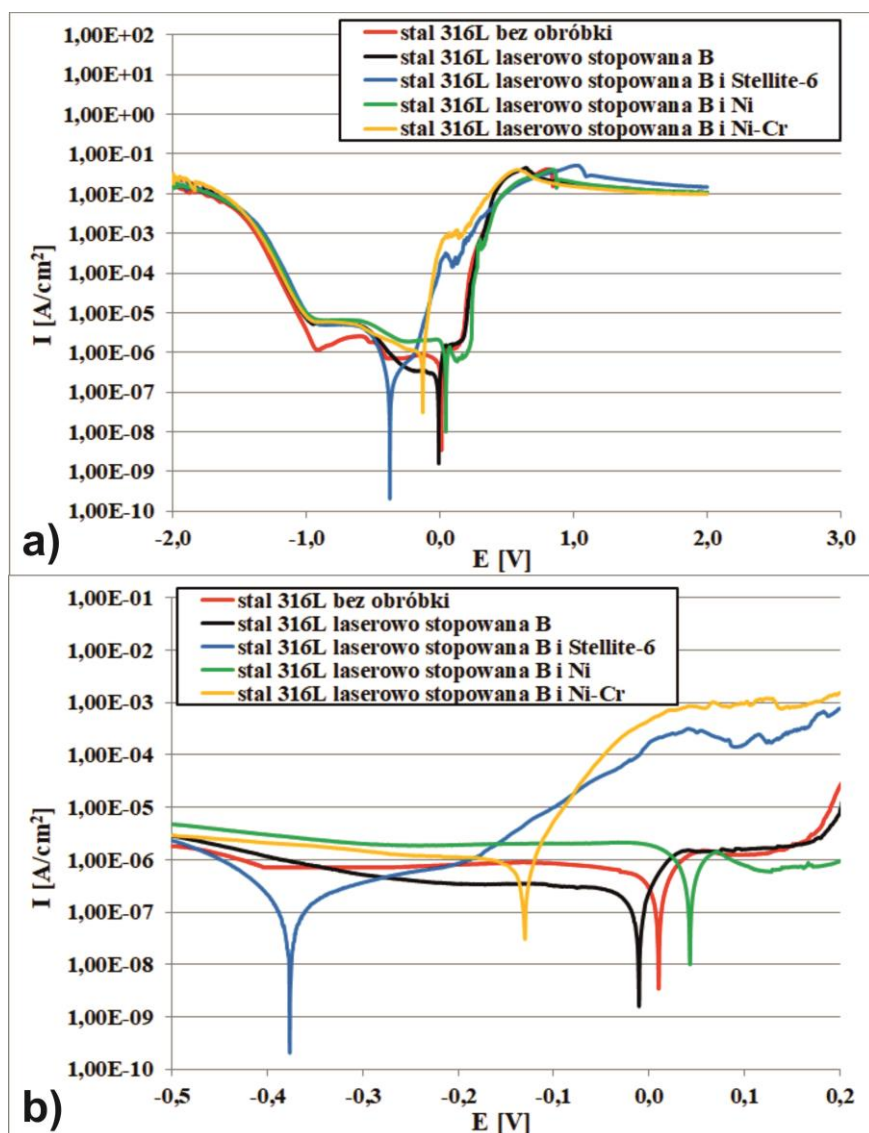 1,00E+02
1,00E+01
1,00E+00
1,00E-01
1,00E-02
1,00E-03
1,00E-04
1,00E-05
1,00E-06
1,00E-07
1,00E-08
1,00E-09
1,00E-10
I [A/cm²]
stal 316L bez obróbki
stal 316L laserowo stopowana B
stal 316L laserowo stopowana B i Stellite-6
stal 316L laserowo stopowana B i Ni
stal 316L laserowo stopowana B i Ni-Cr
-2,0 -1,0 0,0 1,0 2,0 3,0
E [V]
a)
1,00E-01
1,00E-02
1,00E-03
1,00E-04
1,00E-05
1,00E-06
1,00E-07
1,00E-08
1,00E-09
1,00E-10
I [A/cm²]
stal 316L bez obróbki
stal 316L laserowo stopowana B
stal 316L laserowo stopowana B i Stellite-6
stal 316L laserowo stopowana B i Ni
stal 316L laserowo stopowana B i Ni-Cr
-0,5 -0,4 -0,3 -0,2 -0,1 0,0 0,1 0,2
E [V]
b)